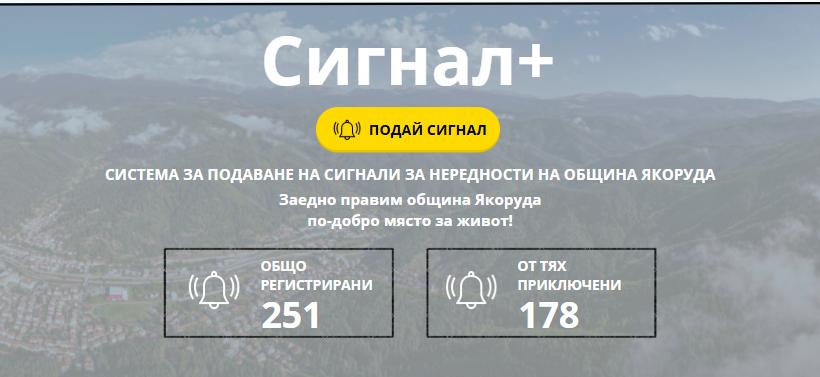 Сигнал+
ПОДАЙ СИГНАЛ
СИСТЕМА ЗА ПОДАВАНЕ НА СИГНАЛИ ЗА НЕРЕДНОСТИ НА ОБЩИНА ЯКОРУДА
Заедно правим община Якоруда
по-добро място за живот!
ОБЩО
РЕГИСТРИРАНИ
251
ОТ ТЯХ
ПРИКЛЮЧЕНИ
178